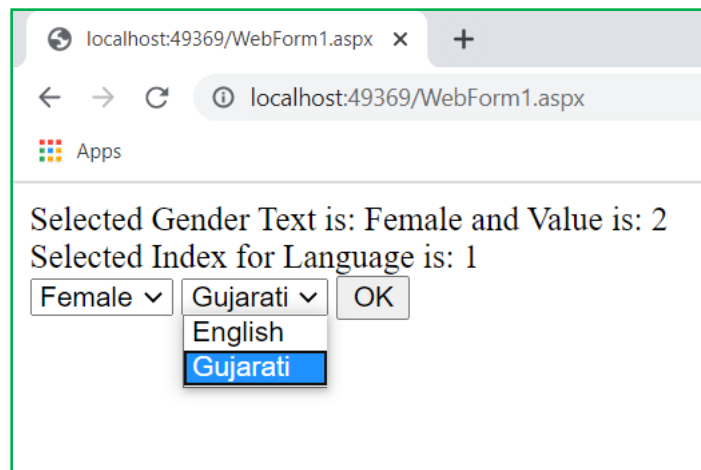 localhost:49369/WebForm1.aspx
localhost:49369/WebForm1.aspx
Apps
Selected Gender Text is: Female and Value is: 2
Selected Index for Language is: 1
Female Gujarati OK
English
Gujarati